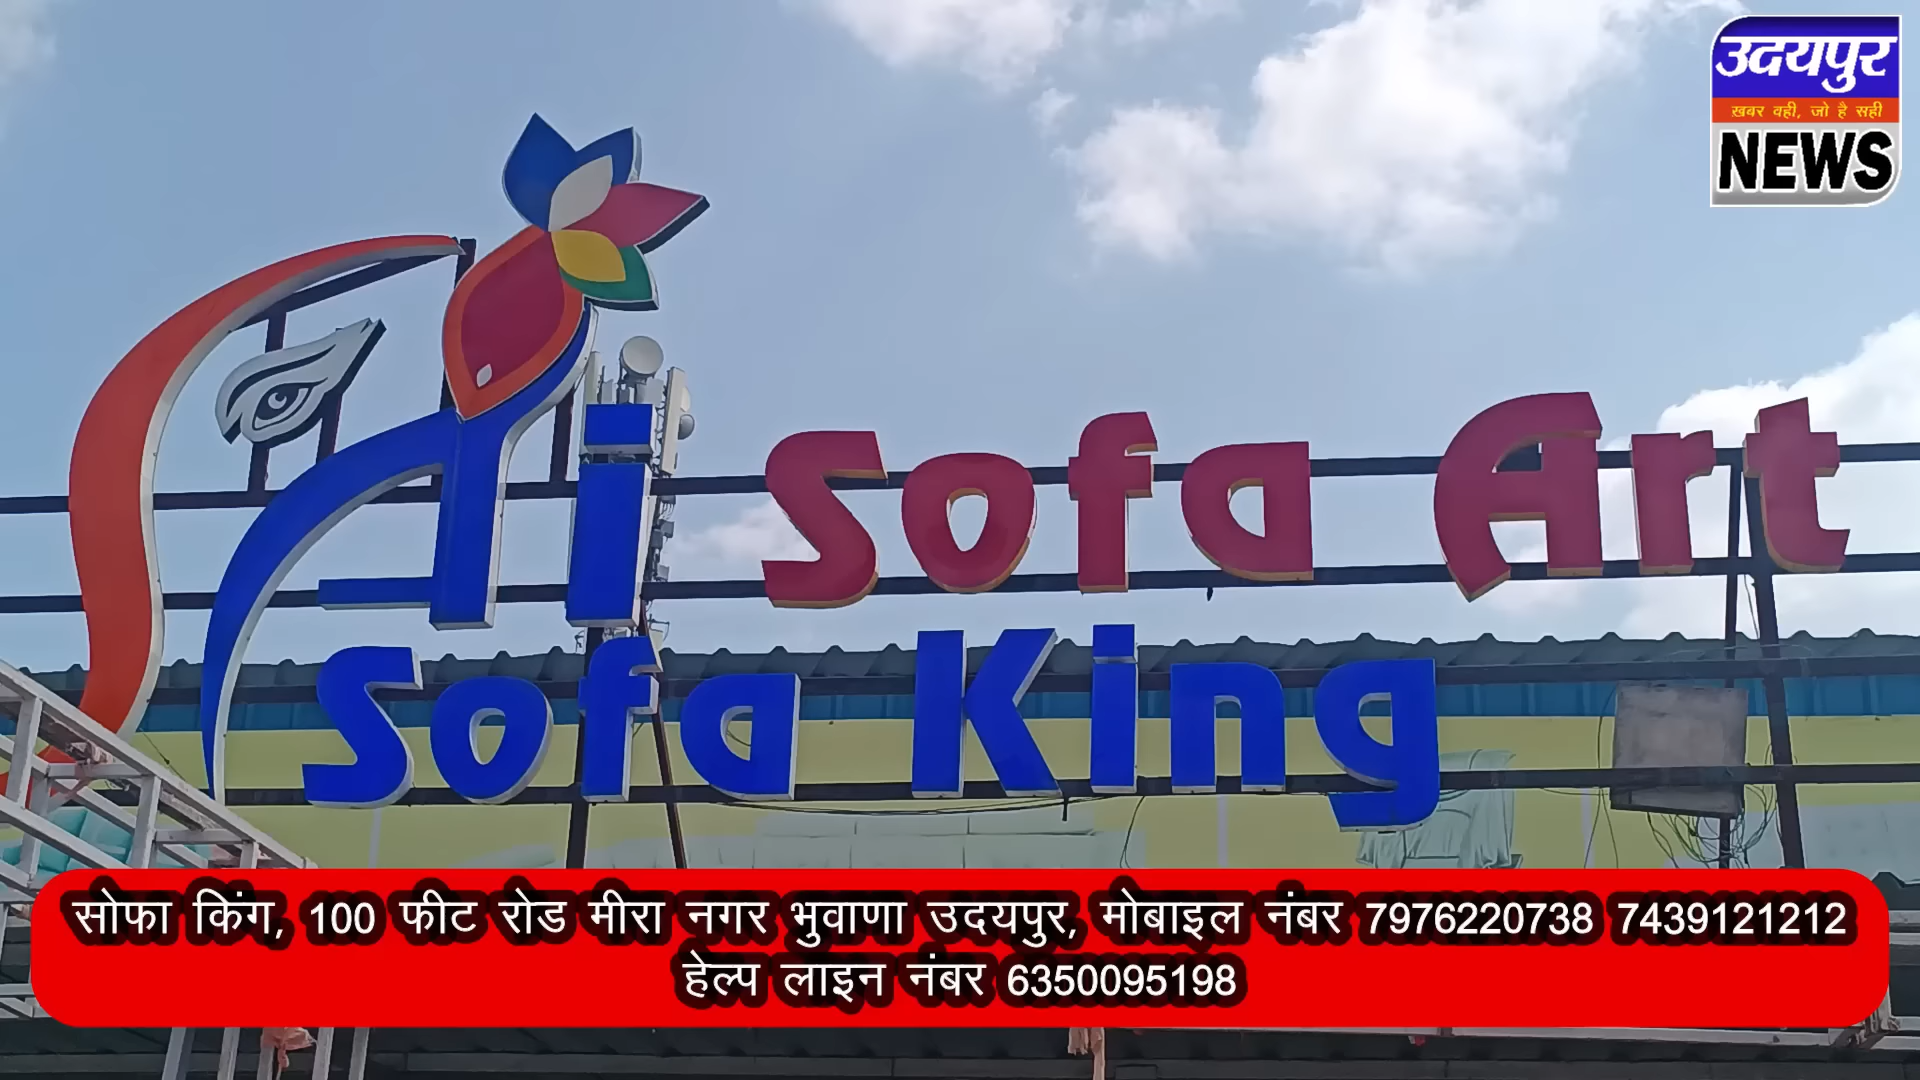 उदयपुर
ख़बर वही, जो है सही
NEWS
Sofa Art
Sofa King
सोफा किंग, 100 फीट रोड मीरा नगर भुवाणा उदयपुर, मोबाइल नंबर 7976220738 7439121212
हेल्प लाइन नंबर 6350095198